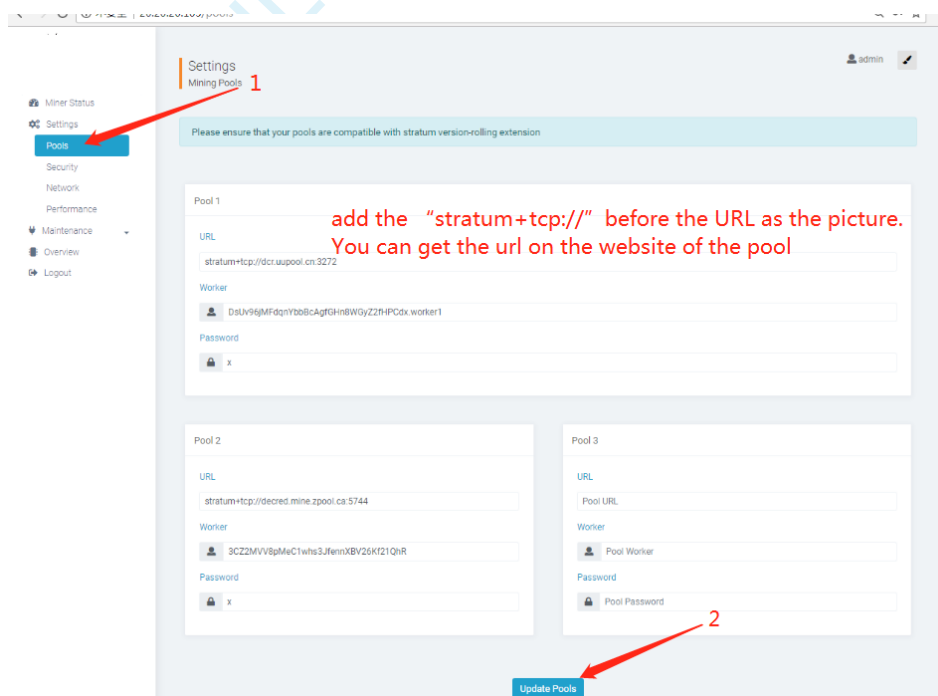 Settings
admin
Mining Pools
1
Miner Status
Settings
Pools
Security
Network
Performance
Maintenance
Overview
Logout
Please ensure that your pools are compatible with stratum version-rolling extension
Pool 1
add the “stratum+tcp://” before the URL as the picture.
You can get the url on the website of the pool
URL
stratum+tcp://dcr.uupool.cn:3272
Worker
DsUv96jMFdqnYbbBcAgfGHn8WGyZ2fHPCdx.worker1
Password
x
Pool 2
URL
stratum+tcp://decred.mine.zpool.ca:5744
Worker
3CZ2MVV8pMeC1whs3JfennXBV26Kf21QhR
Password
x
Pool 3
URL
Pool URL
Worker
Pool Worker
Password
Pool Password
2
Update Pools